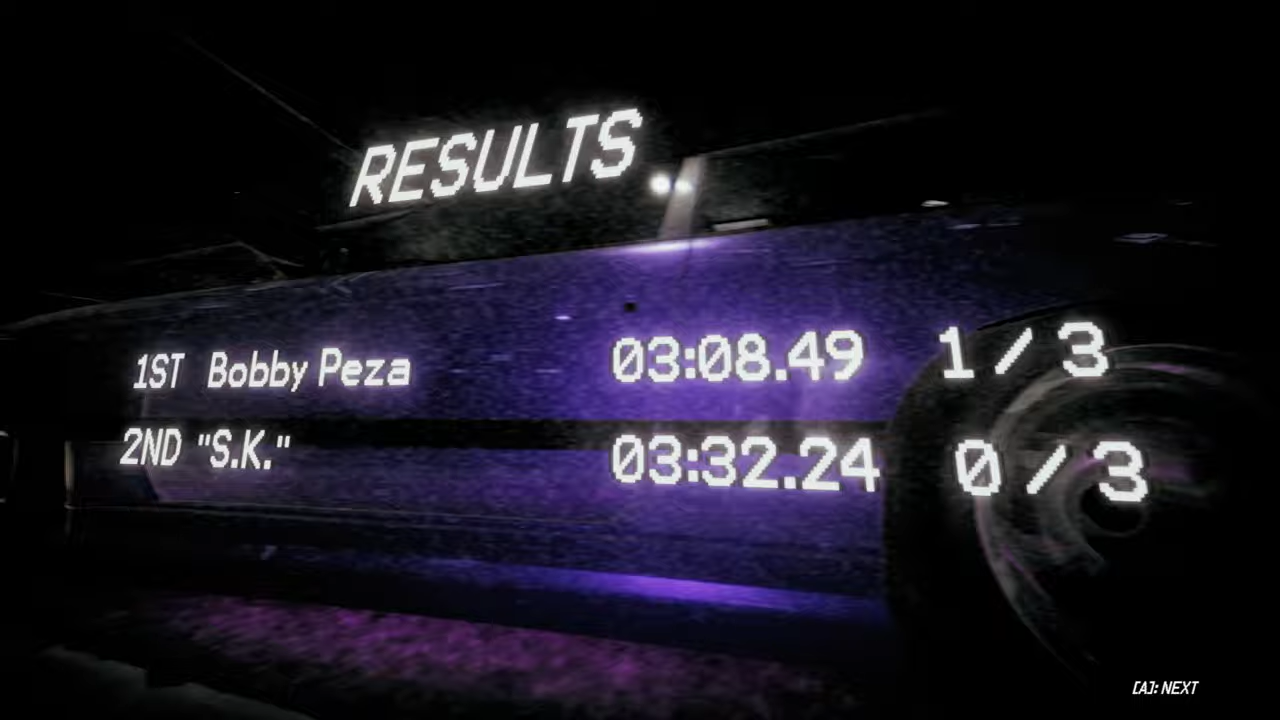 RESULTS
1ST Bobby Peza 03:08.49 1/3
2ND "S.K." 03:32.24 0/3
[A]: NEXT